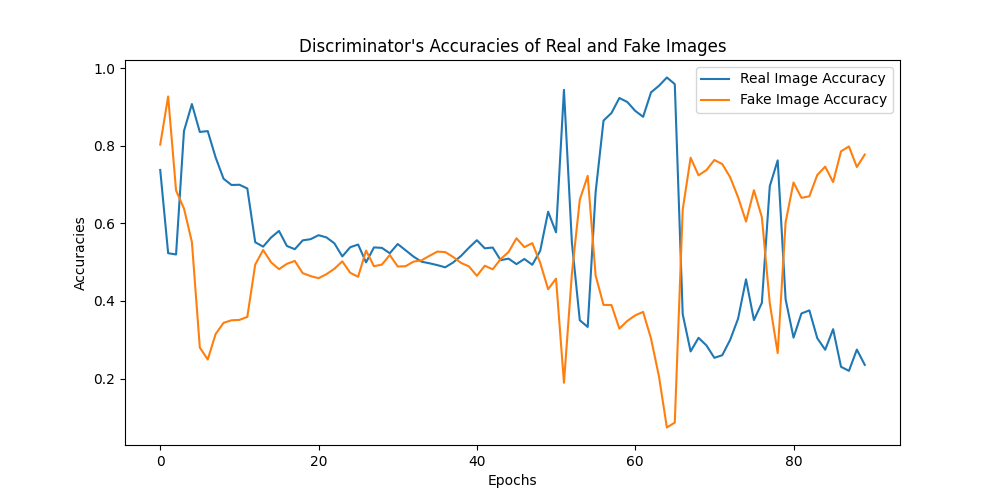 Discriminator's Accuracies of Real and Fake Images
Real Image Accuracy
Fake Image Accuracy
1.0
0.8
0.6
0.4
0.2
Accuracies
0 20 40 60 80
Epochs